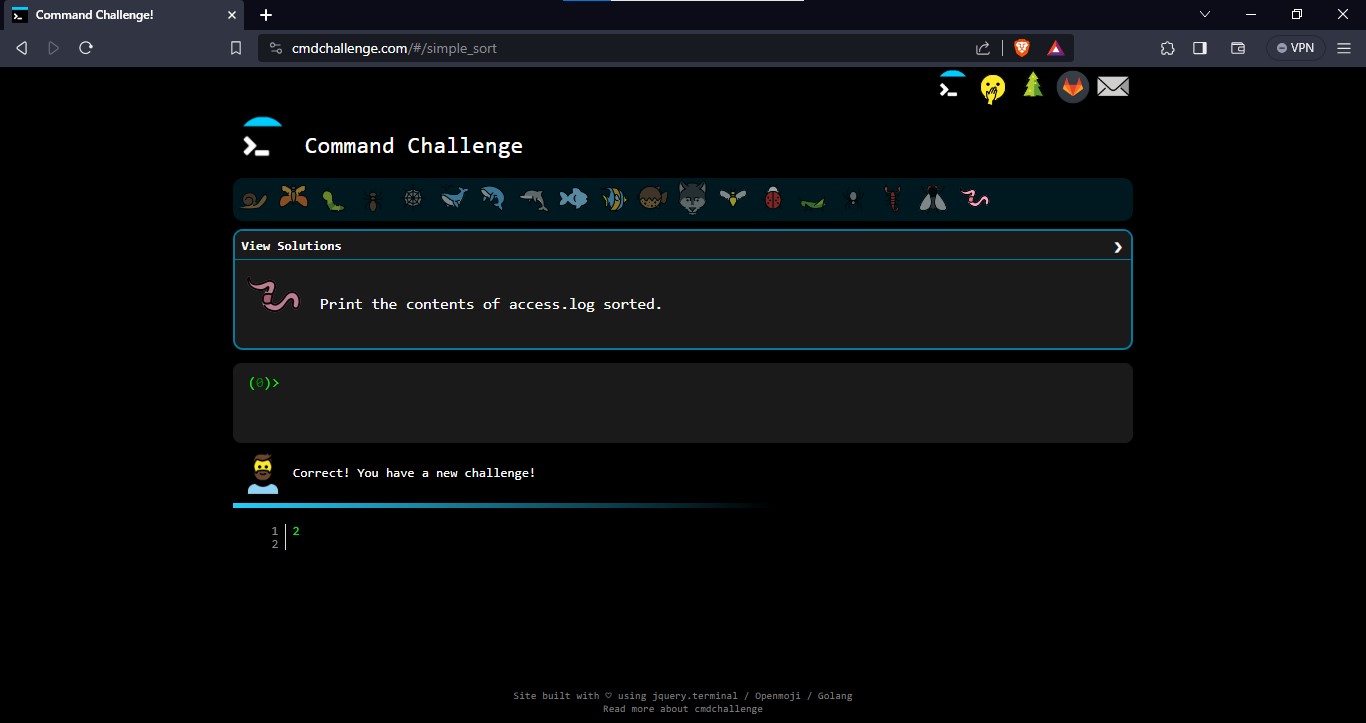 Command Challenge!
cmdchallenge.com/#/simple_sort
VPN
Command Challenge
View Solutions
Print the contents of access.log sorted.
(0)>
Correct! You have a new challenge!
1 2
2
Site built with ♡ using jquery.terminal / Openmoji / Golang
Read more about cmdchallenge